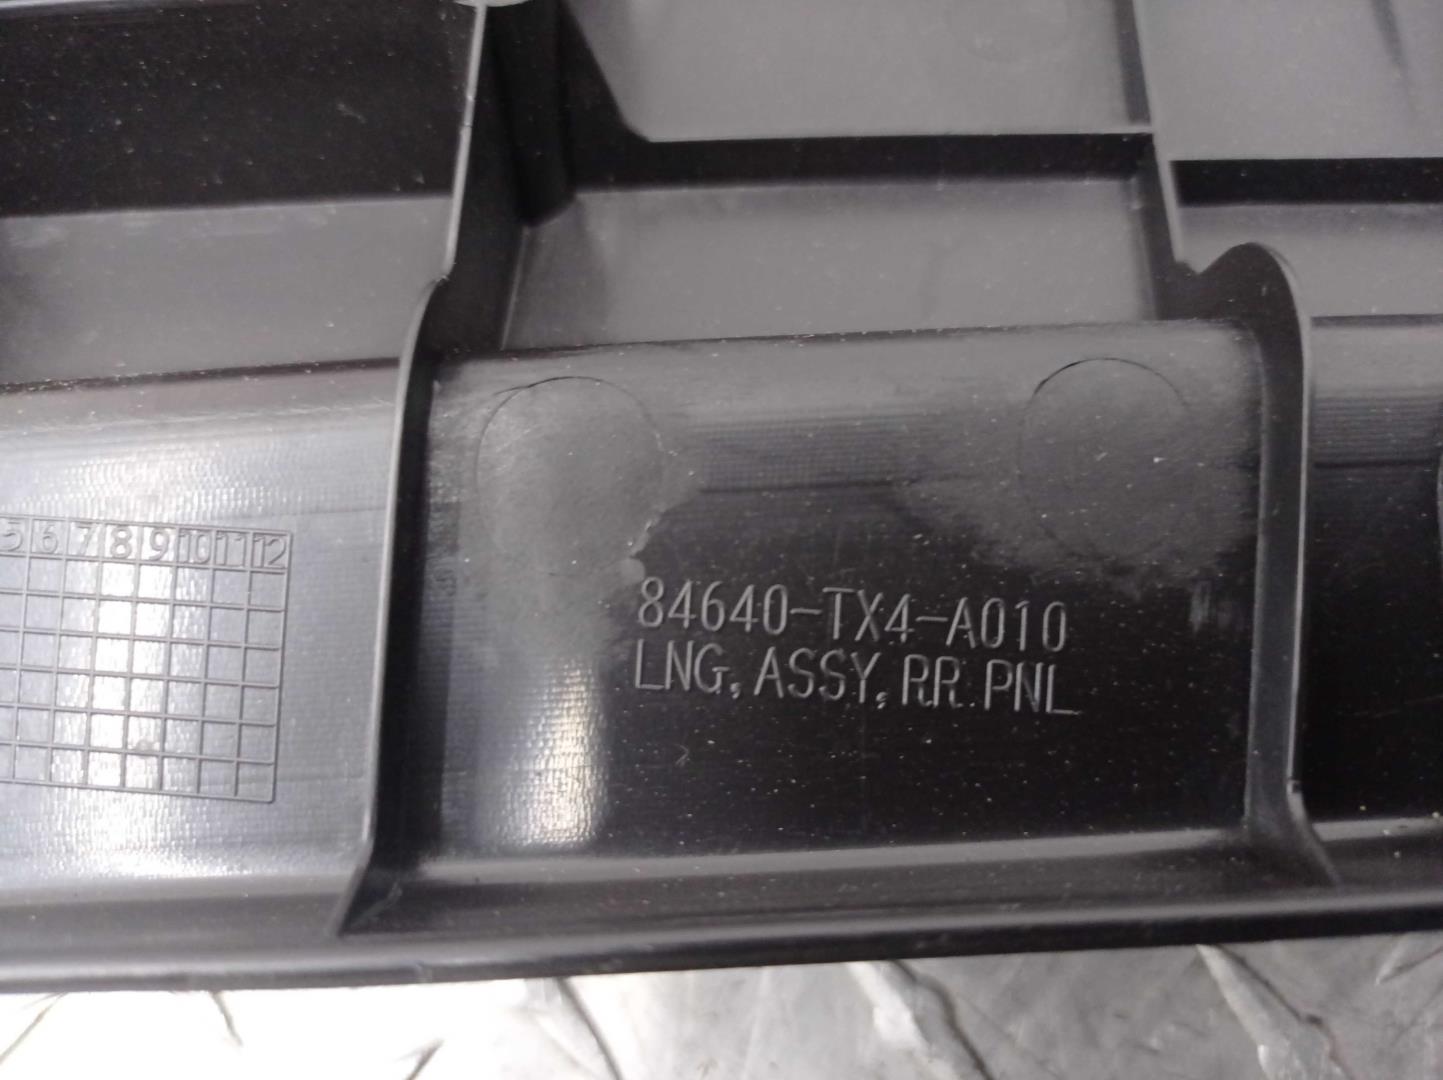 5 6 7 8 9 10 11 12
84640-TX4-A010
LNG, ASSY, RR.PNL